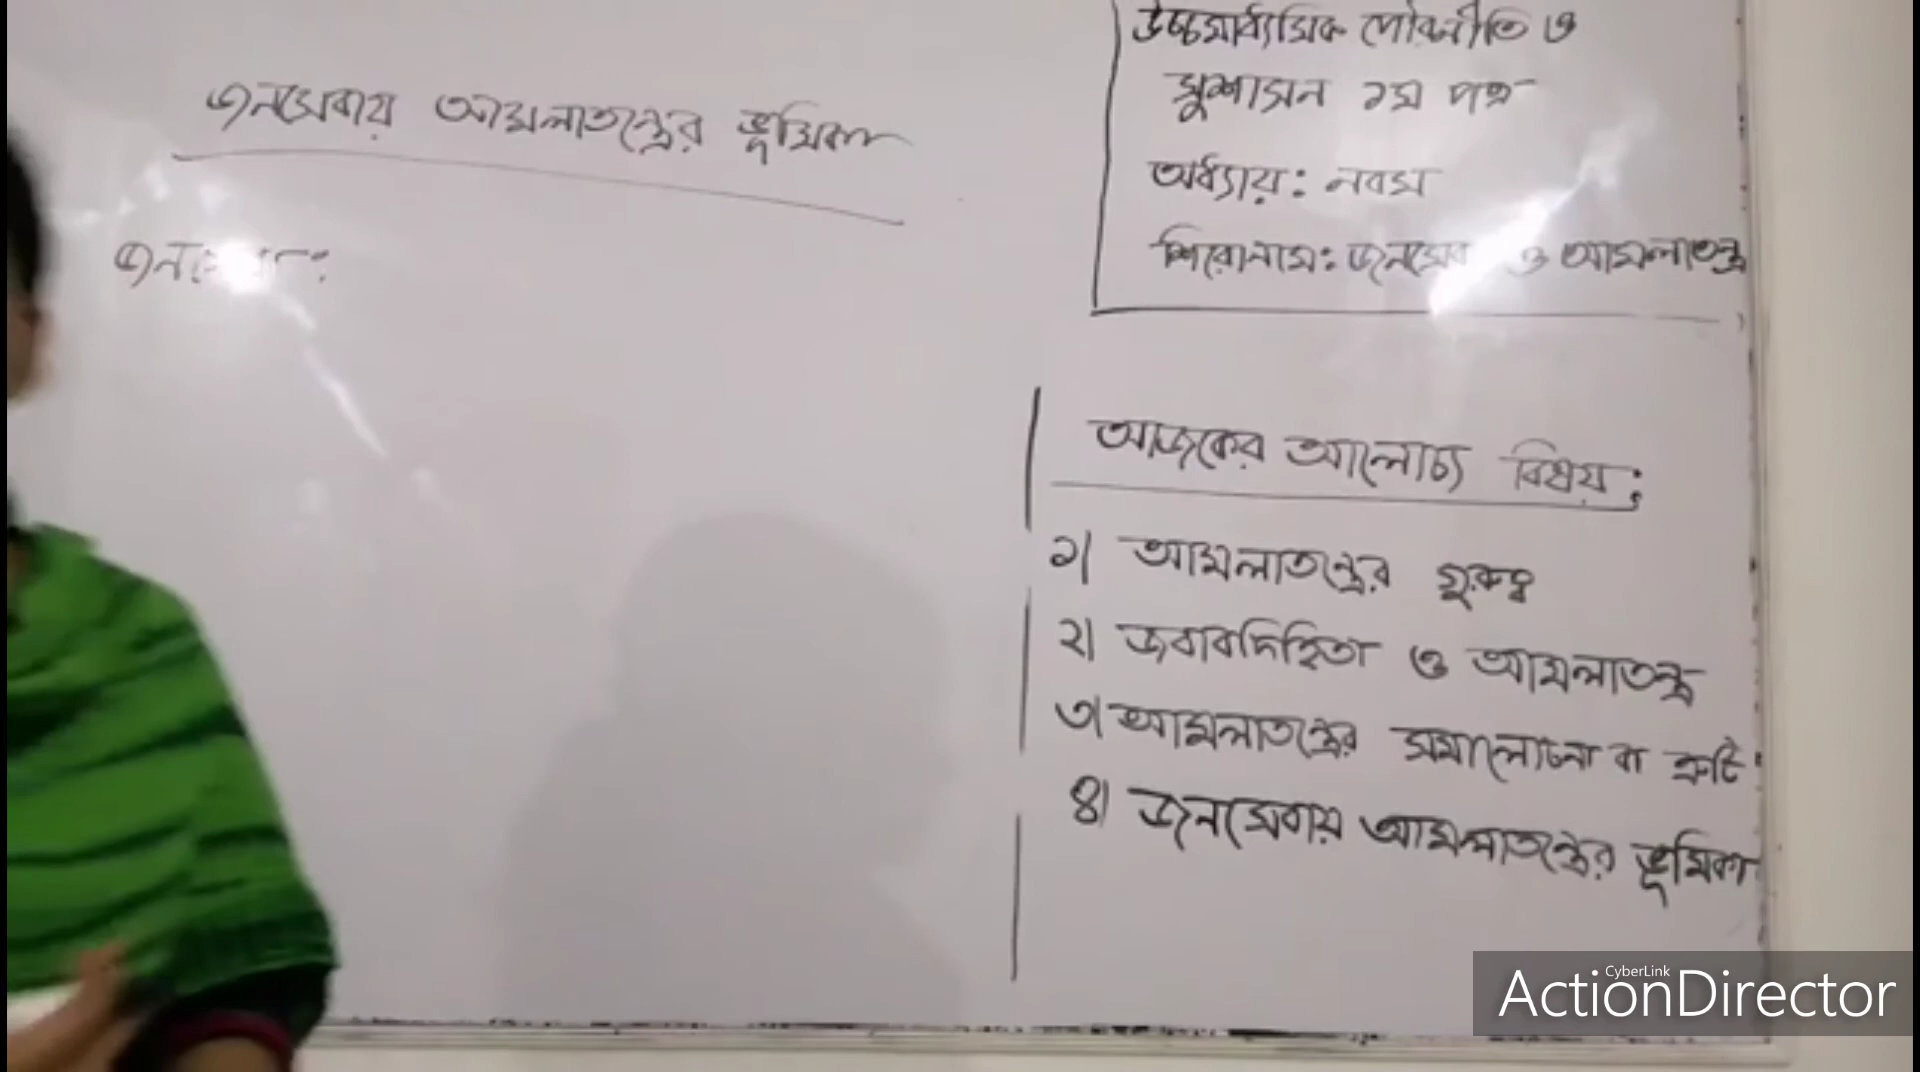 জনসেবায় আমলাতন্ত্রের ভূমিকা
উচ্চমাধ্যমিক পৌরনীতি ও
সুশাসন ১ম পত্র
অধ্যায়: নবম
শিরোনাম: জনসেবা ও আমলাতন্ত্র
আজকের আলোচ্য বিষয়:
১। আমলাতন্ত্রের গুরুত্ব
২। জবাবদিহিতা ও আমলাতন্ত্র
৩। আমলাতন্ত্রের সমালোচনা বা ত্রুটি
৪। জনসেবায় আমলাতন্ত্রের ভূমিকা
CyberLink
ActionDirector